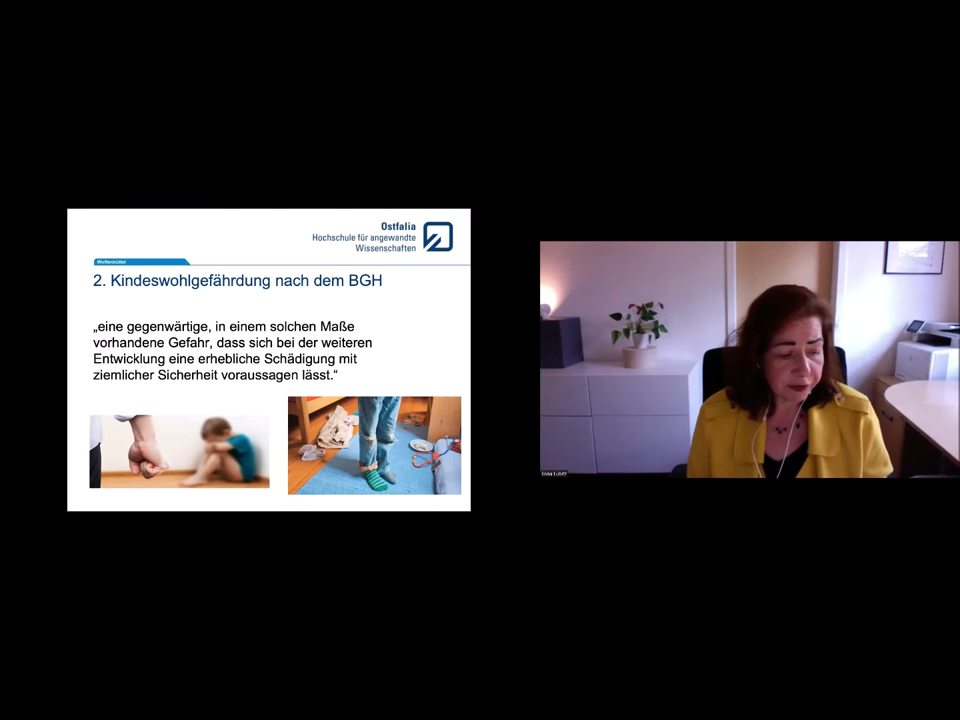 Ostfalia
Hochschule für angewandte
Wissenschaften
Wolfenbüttel
2. Kindeswohlgefährdung nach dem BGH
„eine gegenwärtige, in einem solchen Maße
vorhandene Gefahr, dass sich bei der weiteren
Entwicklung eine erhebliche Schädigung mit
ziemlicher Sicherheit voraussagen lässt.“